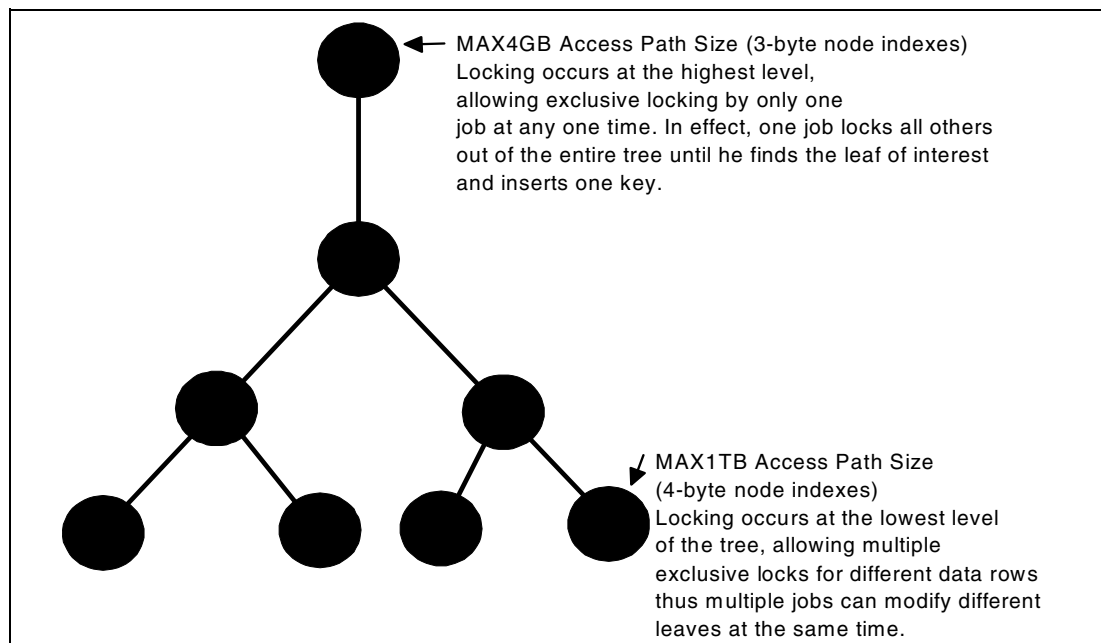 MAX4GB Access Path Size (3-byte node indexes)
Locking occurs at the highest level,
allowing exclusive locking by only one
job at any one time. In effect, one job locks all others
out of the entire tree until he finds the leaf of interest
and inserts one key.
MAX1TB Access Path Size
(4-byte node indexes)
Locking occurs at the lowest level
of the tree, allowing multiple
exclusive locks for different data rows
thus multiple jobs can modify different
leaves at the same time.